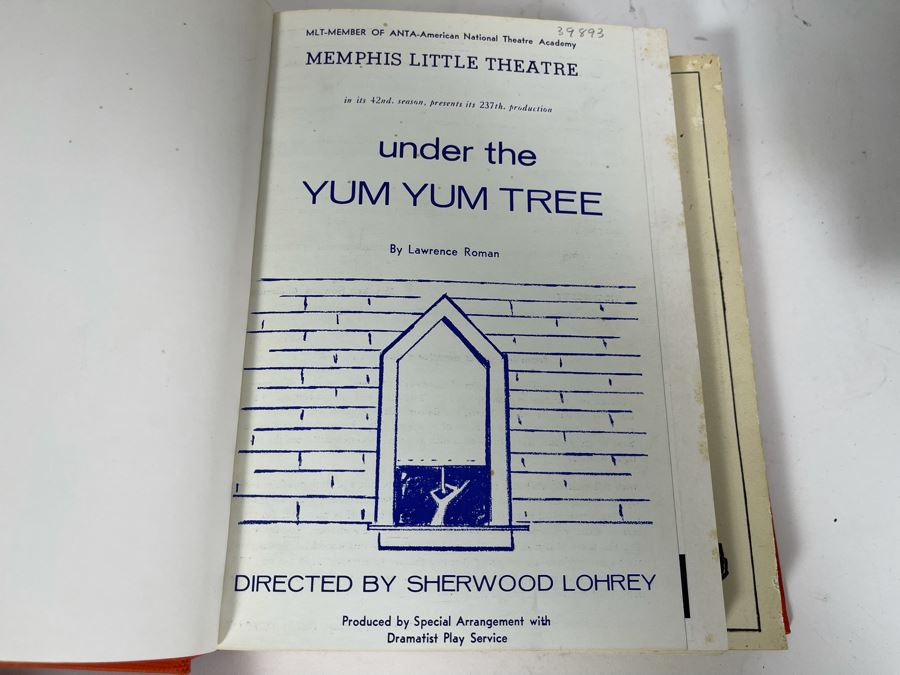 39893
MLT-MEMBER OF ANTA-American National Theatre Academy
MEMPHIS LITTLE THEATRE
in its 42nd. season, presents its 237th. production
under the
YUM YUM TREE
By Lawrence Roman
DIRECTED BY SHERWOOD LOHREY
Produced by Special Arrangement with
Dramatist Play Service